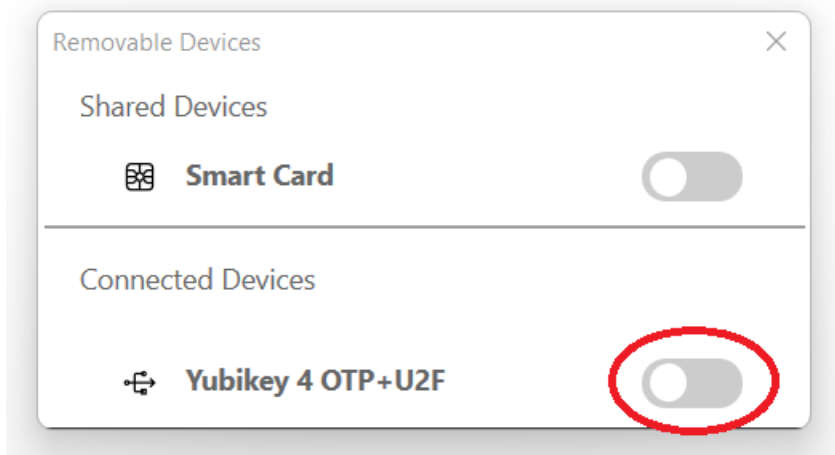 Removable Devices
Shared Devices
Smart Card
Connected Devices
Yubikey 4 OTP+U2F